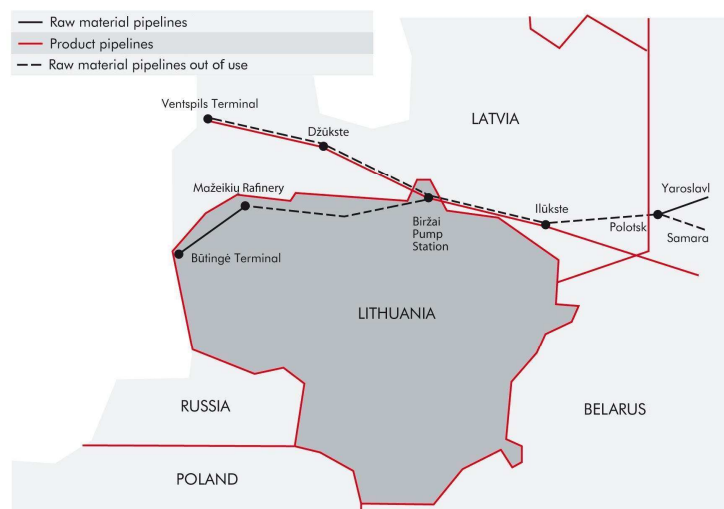 Raw material pipelines
Product pipelines
Raw material pipelines out of use
Ventspils Terminal
Džūkste
LATVIA
Mažeikių Rafinery
Yaroslavl
Ilūkste
Biržai
Pump
Station
Polotsk
Samara
Būtingė Terminal
LITHUANIA
RUSSIA
BELARUS
POLAND